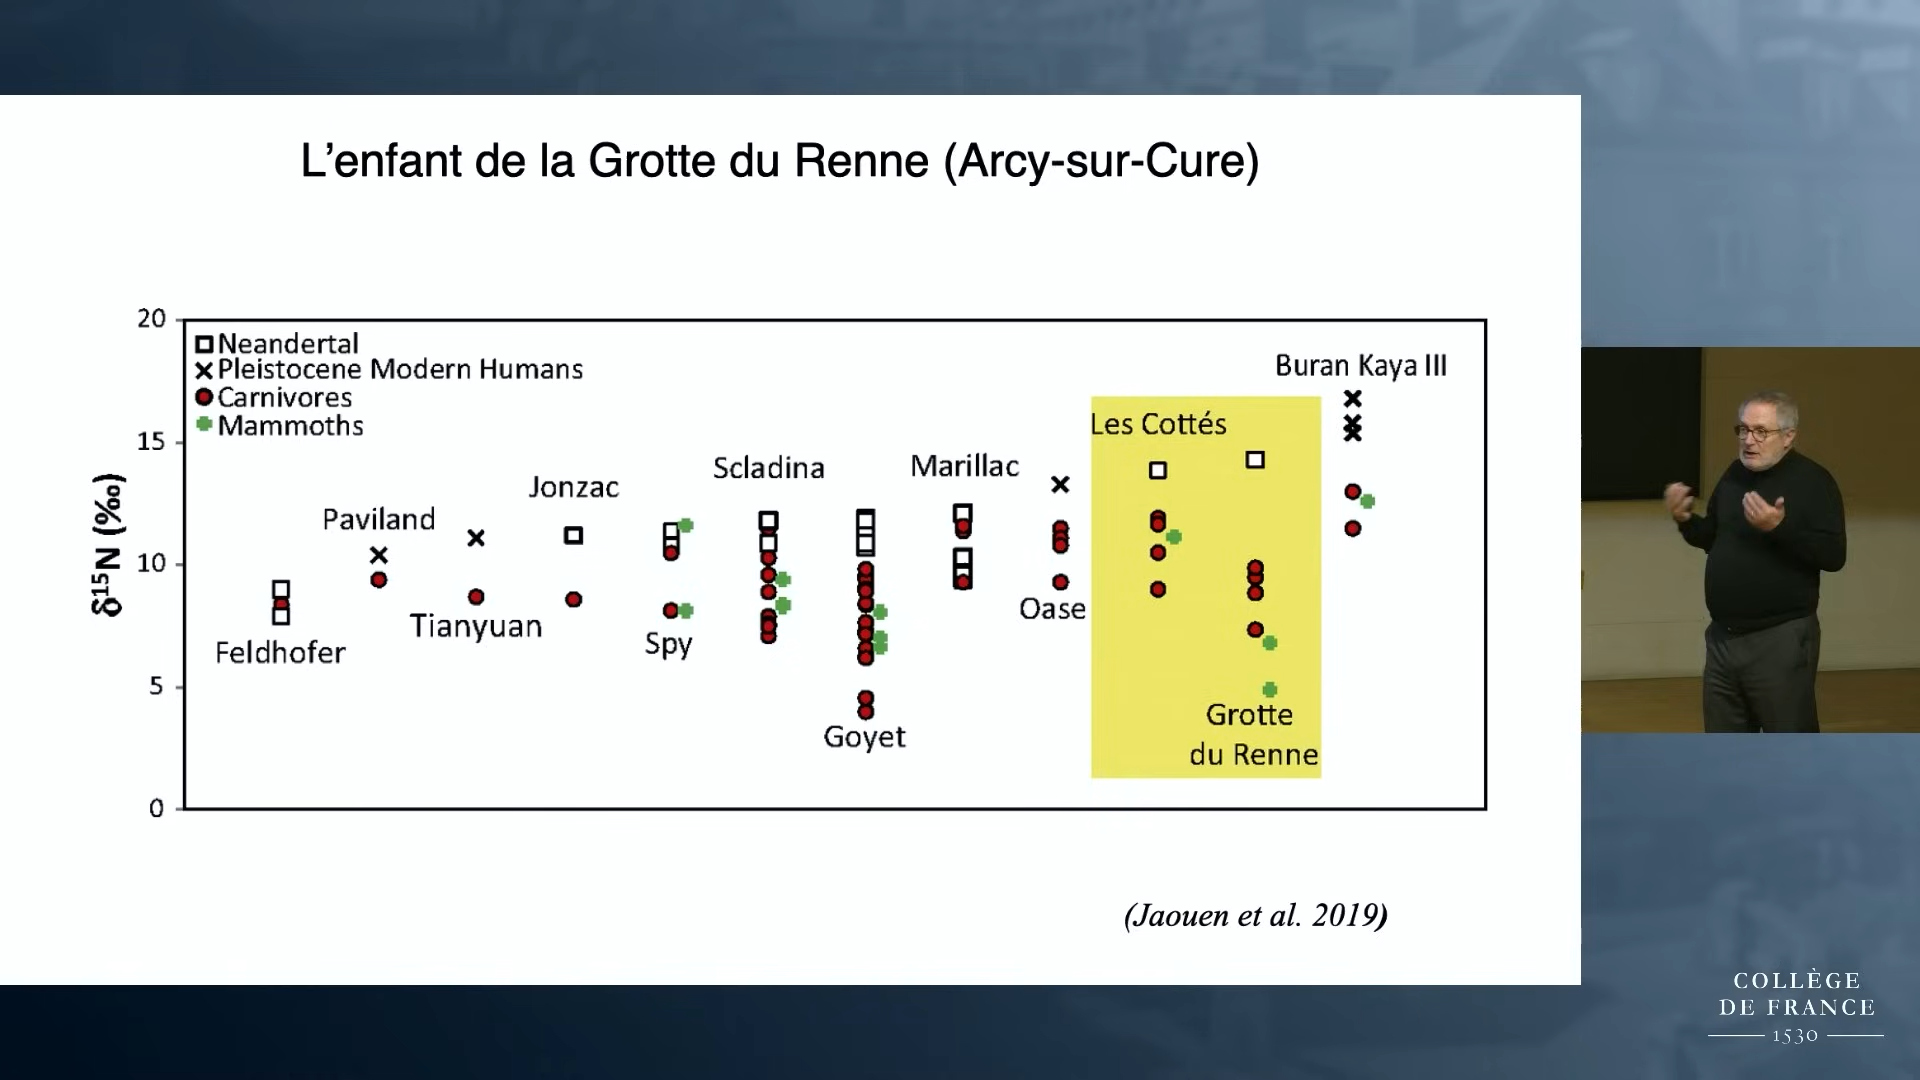 L’enfant de la Grotte du Renne (Arcy-sur-Cure)
20
15
10
5
0
δ¹⁵N (‰)
Neandertal
Pleistocene Modern Humans
Carnivores
Mammoths
Feldhofer
Paviland
Tianyuan
Jonzac
Spy
Scladina
Goyet
Marillac
Oase
Les Cottés
Grotte
du Renne
Buran Kaya III
(Jaouen et al. 2019)
COLLÈGE
DE FRANCE
1530